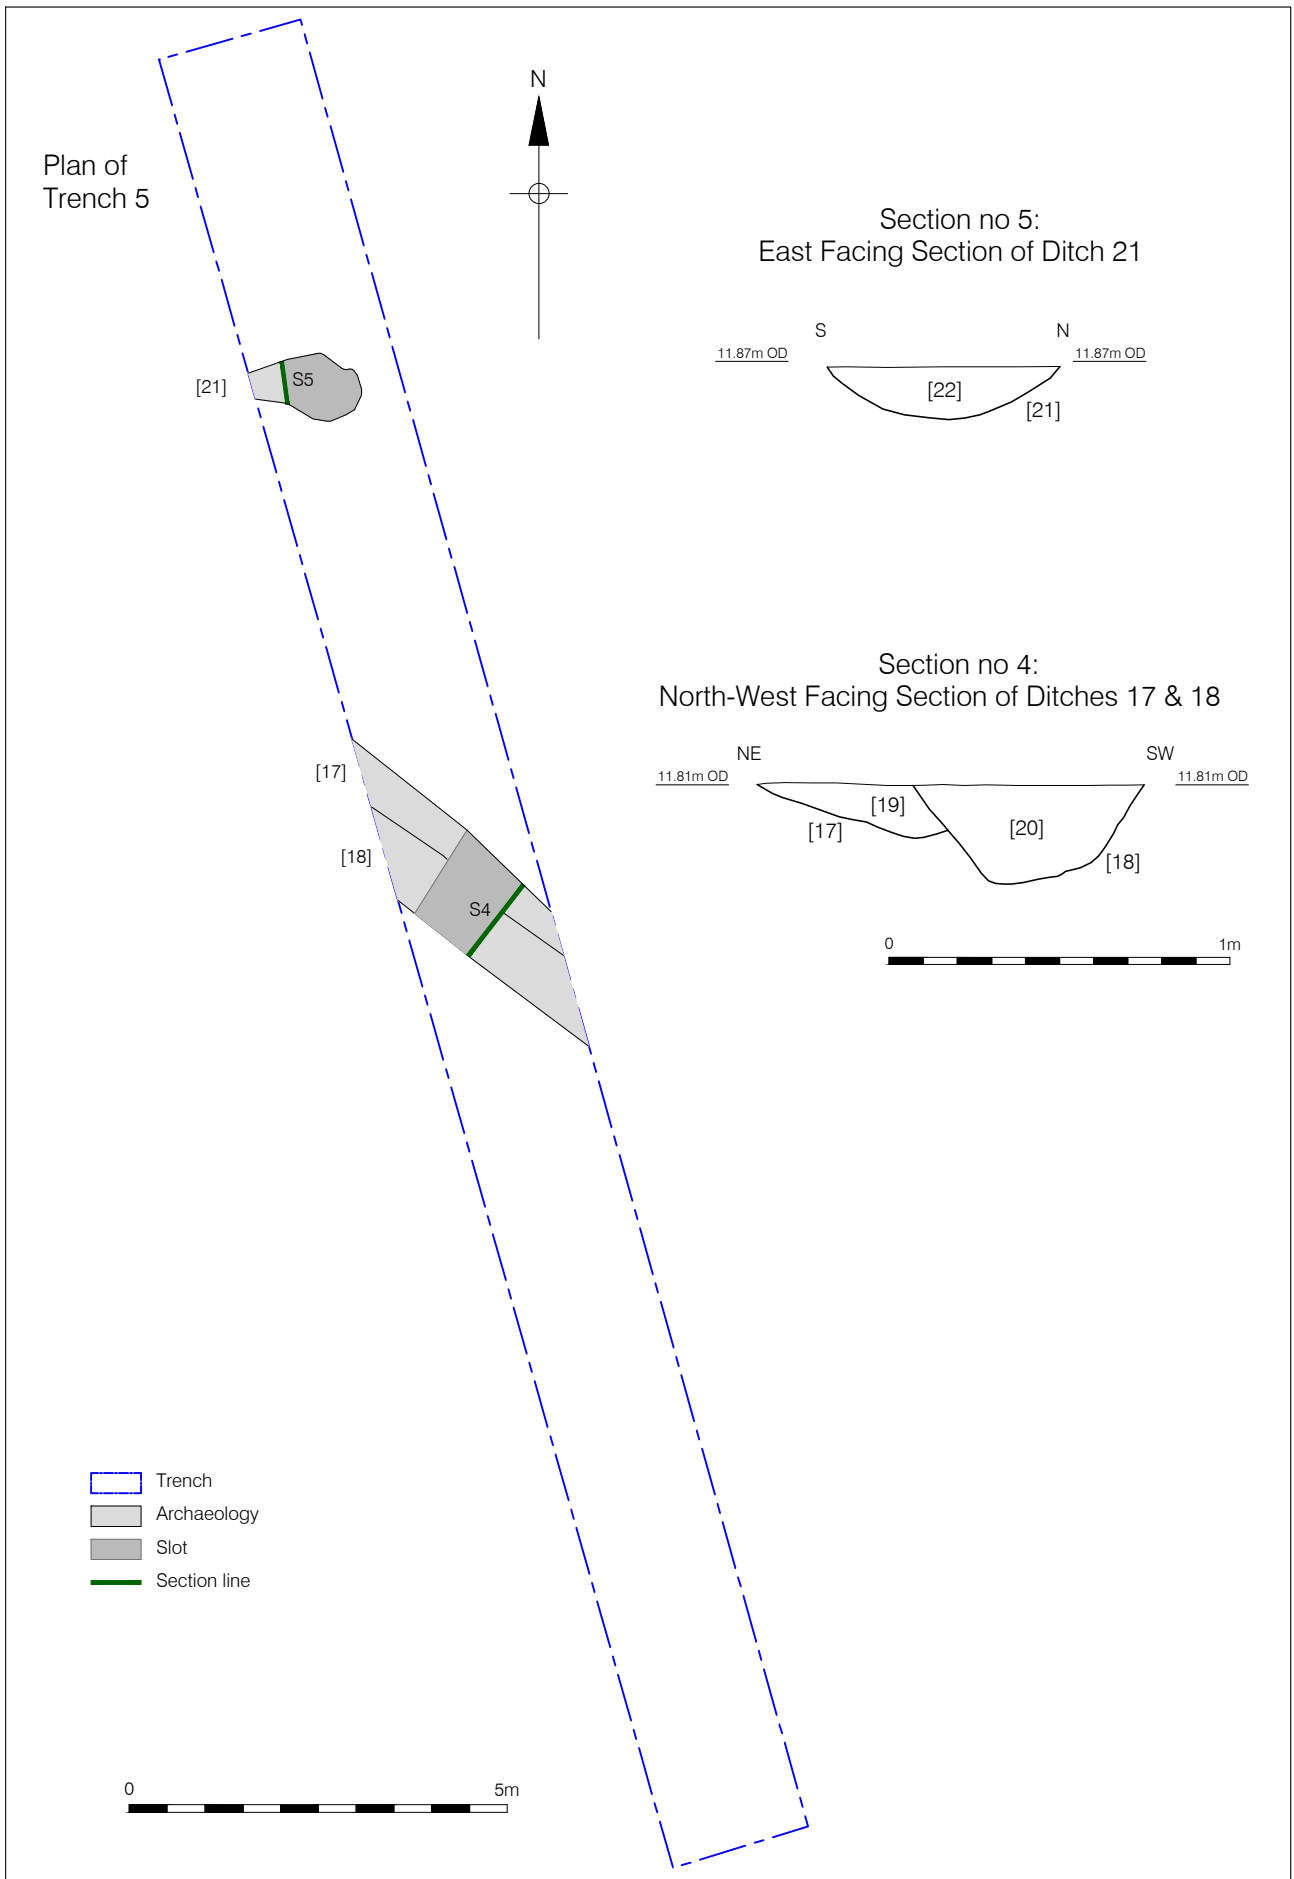 N
Plan of
Trench 5
Section no 5:
East Facing Section of Ditch 21
S
N
11.87m OD
11.87m OD
[22]
[21]
[21]
S5
Section no 4:
North-West Facing Section of Ditches 17 & 18
NE
SW
11.81m OD
11.81m OD
[19]
[17]
[20]
[18]
0
1m
[17]
[18]
S4
Trench
Archaeology
Slot
Section line
0
5m